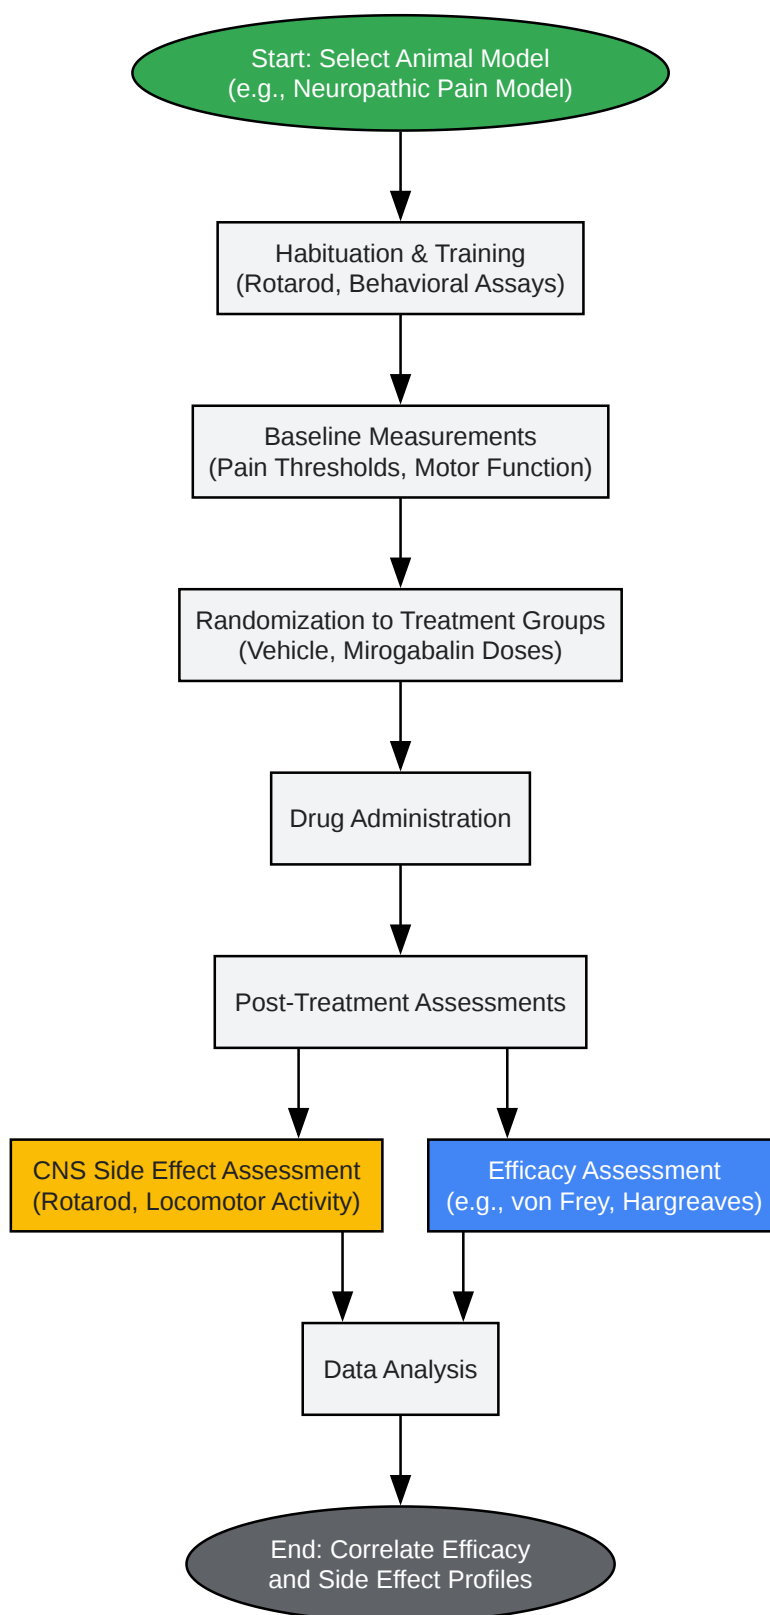 Start: Select Animal Model
(e.g., Neuropathic Pain Model)
Habituation & Training
(Rotarod, Behavioral Assays)
Baseline Measurements
(Pain Thresholds, Motor Function)
Randomization to Treatment Groups
(Vehicle, Mirogabalin Doses)
Drug Administration
Post-Treatment Assessments
CNS Side Effect Assessment
(Rotarod, Locomotor Activity)
Efficacy Assessment
(e.g., von Frey, Hargreaves)
Data Analysis
End: Correlate Efficacy
and Side Effect Profiles